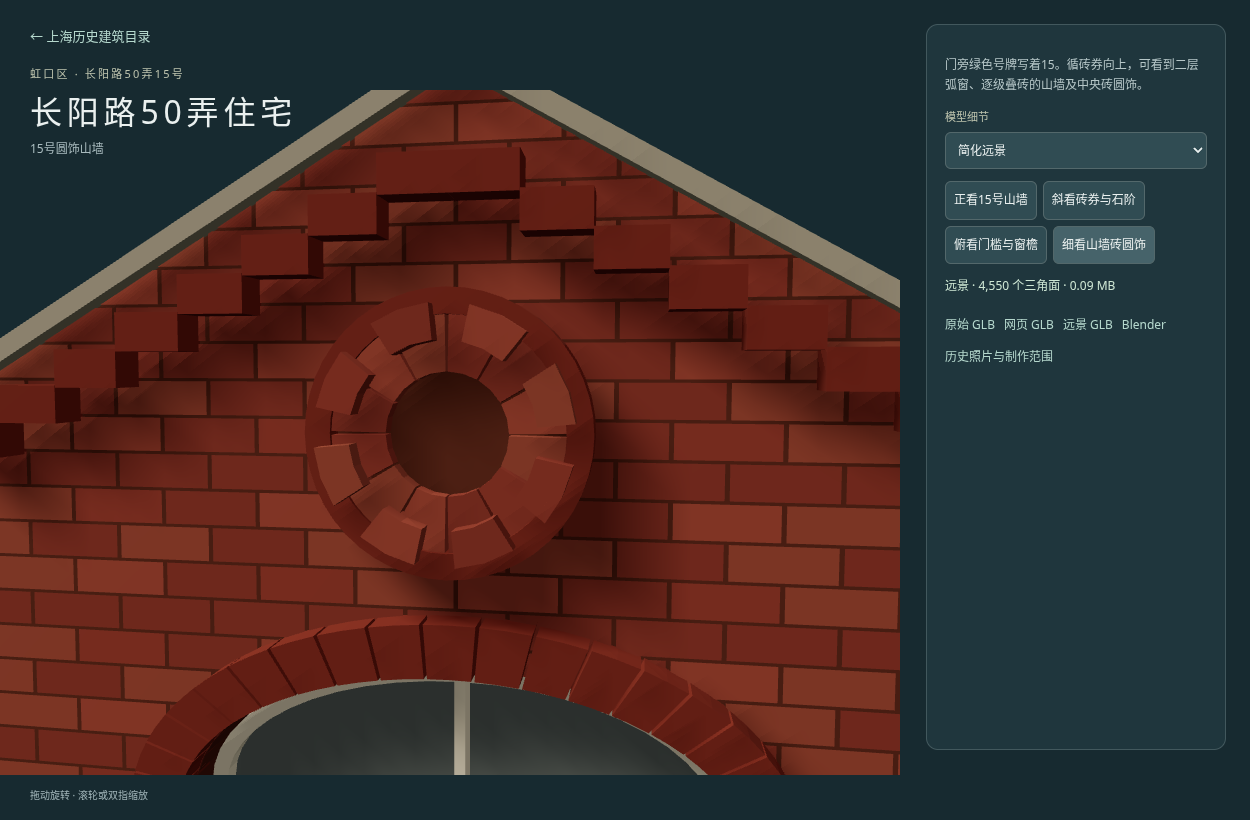 ← 上海历史建筑目录
虹口区 · 长阳路50弄15号
长阳路50弄住宅
15号圆饰山墙
门旁绿色号牌写着15。循砖券向上，可看到二层
弧窗、逐级叠砖的山墙及中央砖圆饰。
模型细节
简化远景
正看15号山墙 斜看砖券与石阶
俯看门槛与窗檐 细看山墙砖圆饰
远景 · 4,550 个三角面 · 0.09 MB
原始 GLB 网页 GLB 远景 GLB Blender
历史照片与制作范围
拖动旋转 · 滚轮或双指缩放